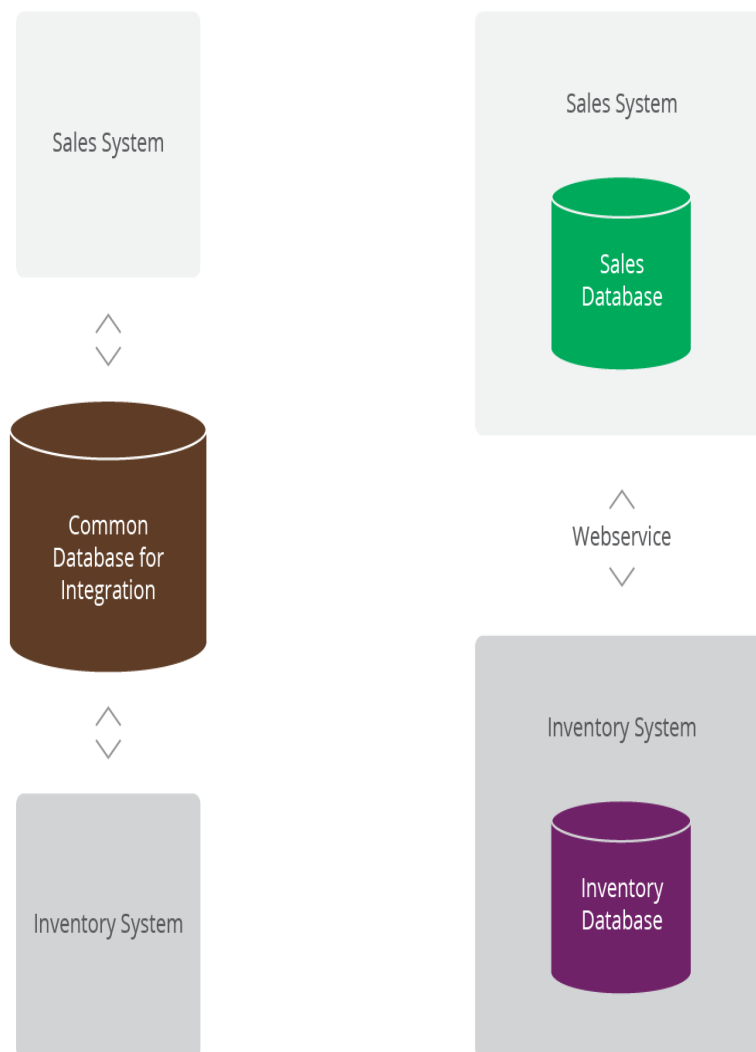 Sales System
Common
Database for
Integration
Inventory System
Sales System
Sales
Database
Webservice
Inventory System
Inventory
Database